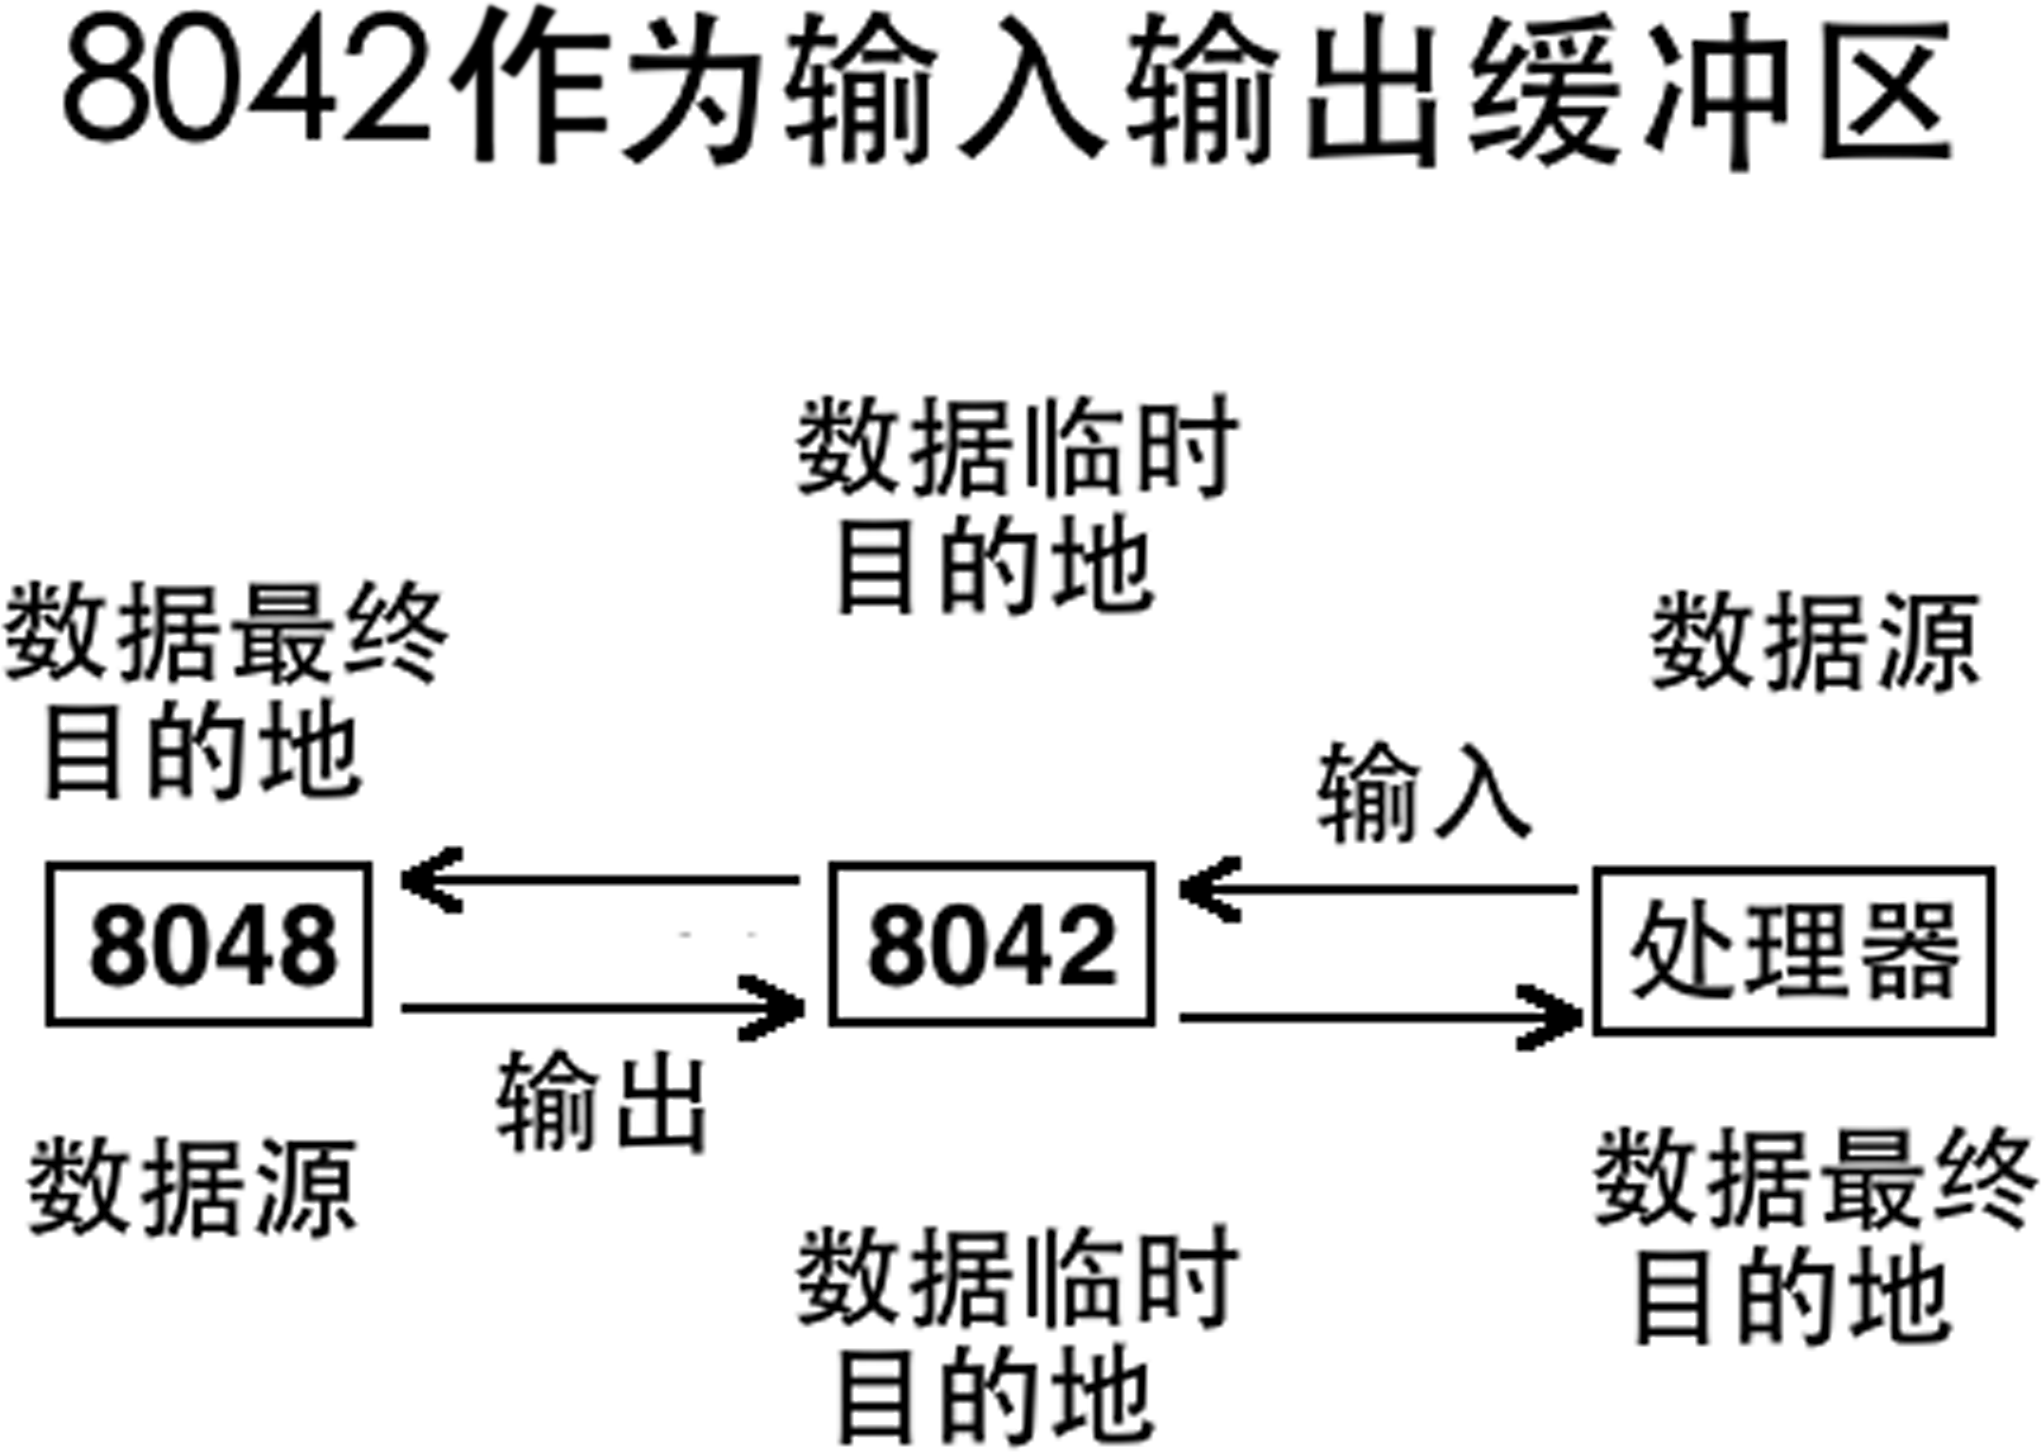 8042作为输入输出缓冲区
数据临时
目的地
数据最终
目的地
数据源
输入
8048
8042
处理器
输出
数据源
数据最终
目的地
数据临时
目的地